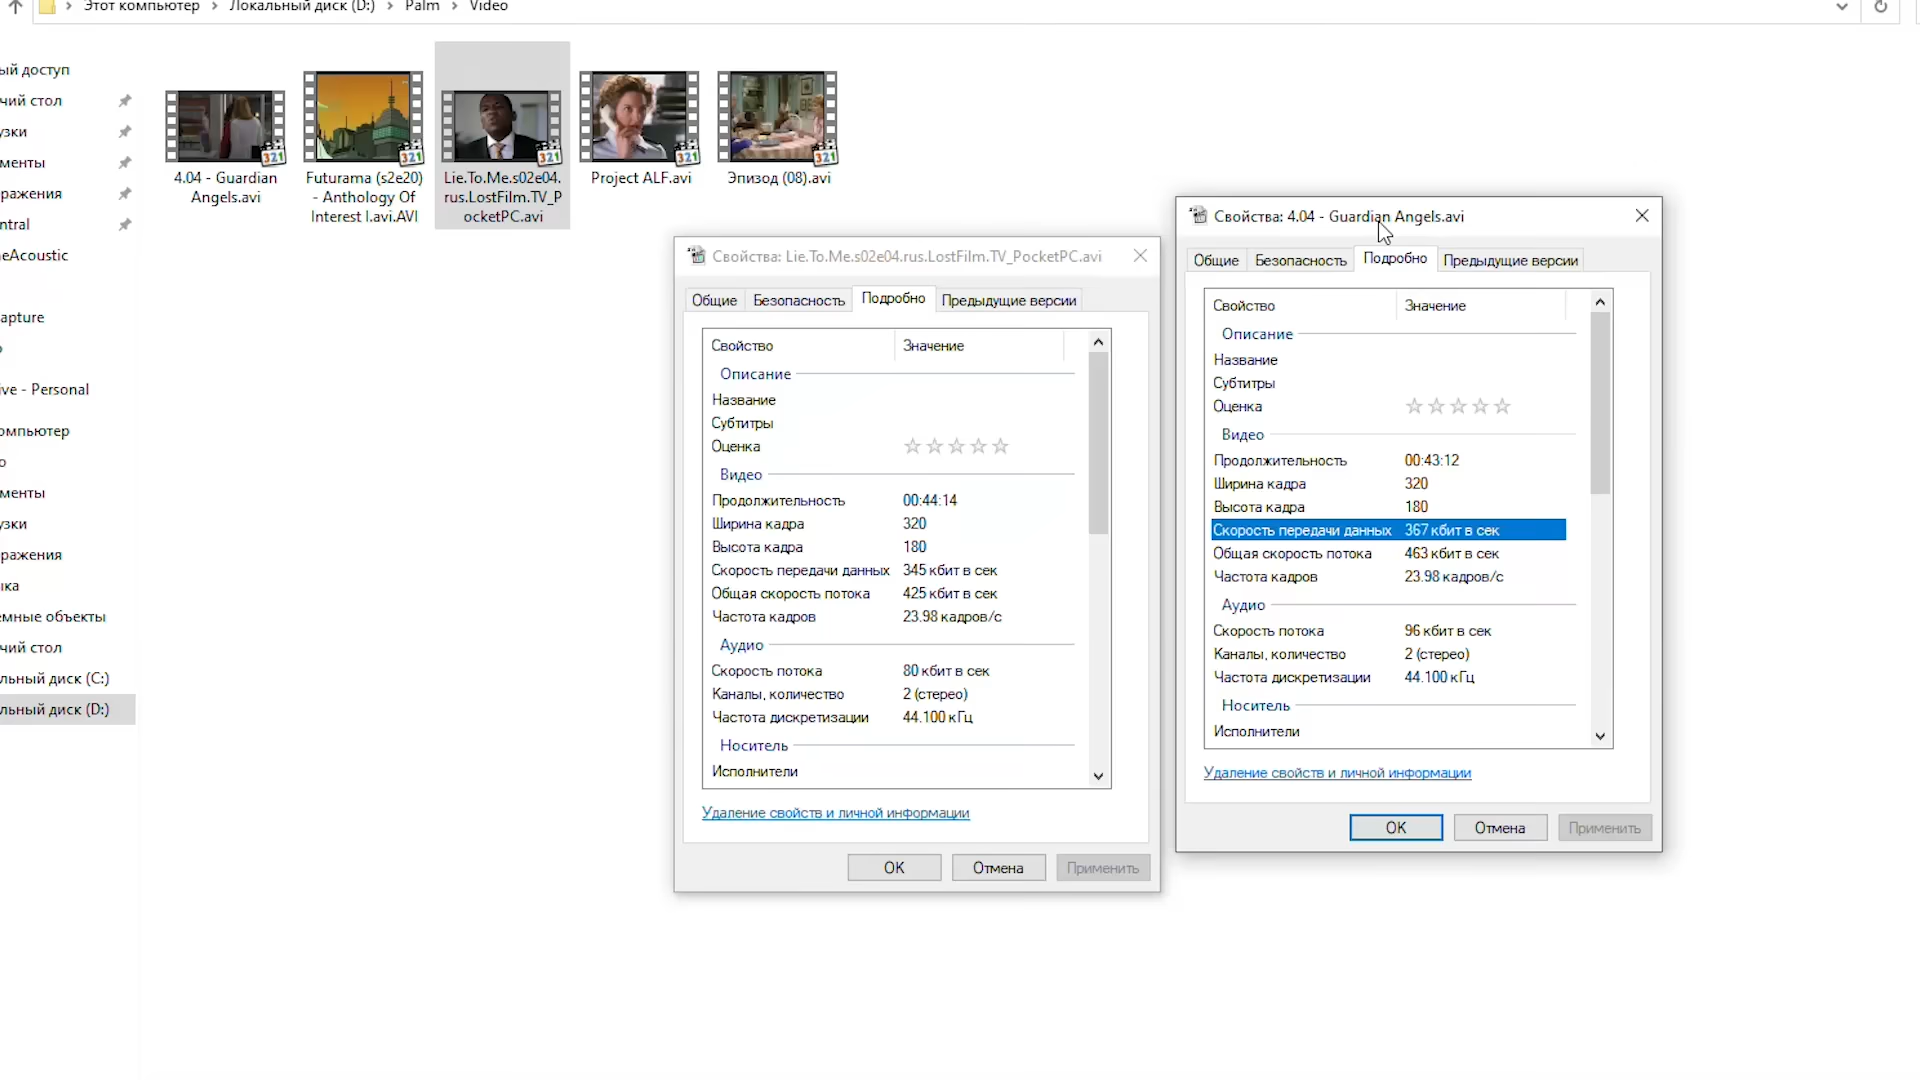 Этот компьютер > Локальный диск (D:) > Palm > Video
ый доступ
чий стол
узки
менты
ражения
ntral
eAcoustic
apture
ive - Personal
омпьютер
менты
узки
ражения
ыка
емные объекты
чий стол
льный диск (C:)
льный диск (D:)
4.04 - Guardian
Angels.avi
Futurama (s2e20)
- Anthology Of
Interest I.avi.AVI
Lie.To.Me.s02e04.
rus.LostFilm.TV_P
ocketPC.avi
Project ALF.avi
Эпизод (08).avi
321
321
321
321
321
Свойства: Lie.To.Me.s02e04.rus.LostFilm.TV_PocketPC.avi
Общие Безопасность Подробно Предыдущие версии
Свойство Значение
Описание
Название
Субтитры
Оценка
Видео
Продолжительность 00:44:14
Ширина кадра 320
Высота кадра 180
Скорость передачи данных 345 кбит в сек
Общая скорость потока 425 кбит в сек
Частота кадров 23.98 кадров/с
Аудио
Скорость потока 80 кбит в сек
Каналы, количество 2 (стерео)
Частота дискретизации 44.100 кГц
Носитель
Исполнители
Удаление свойств и личной информации
OK Отмена Применить
Свойства: 4.04 - Guardian Angels.avi
Общие Безопасность Подробно Предыдущие версии
Свойство Значение
Описание
Название
Субтитры
Оценка
Видео
Продолжительность 00:43:12
Ширина кадра 320
Высота кадра 180
Скорость передачи данных 367 кбит в сек
Общая скорость потока 463 кбит в сек
Частота кадров 23.98 кадров/с
Аудио
Скорость потока 96 кбит в сек
Каналы, количество 2 (стерео)
Частота дискретизации 44.100 кГц
Носитель
Исполнители
Удаление свойств и личной информации
OK Отмена Применить